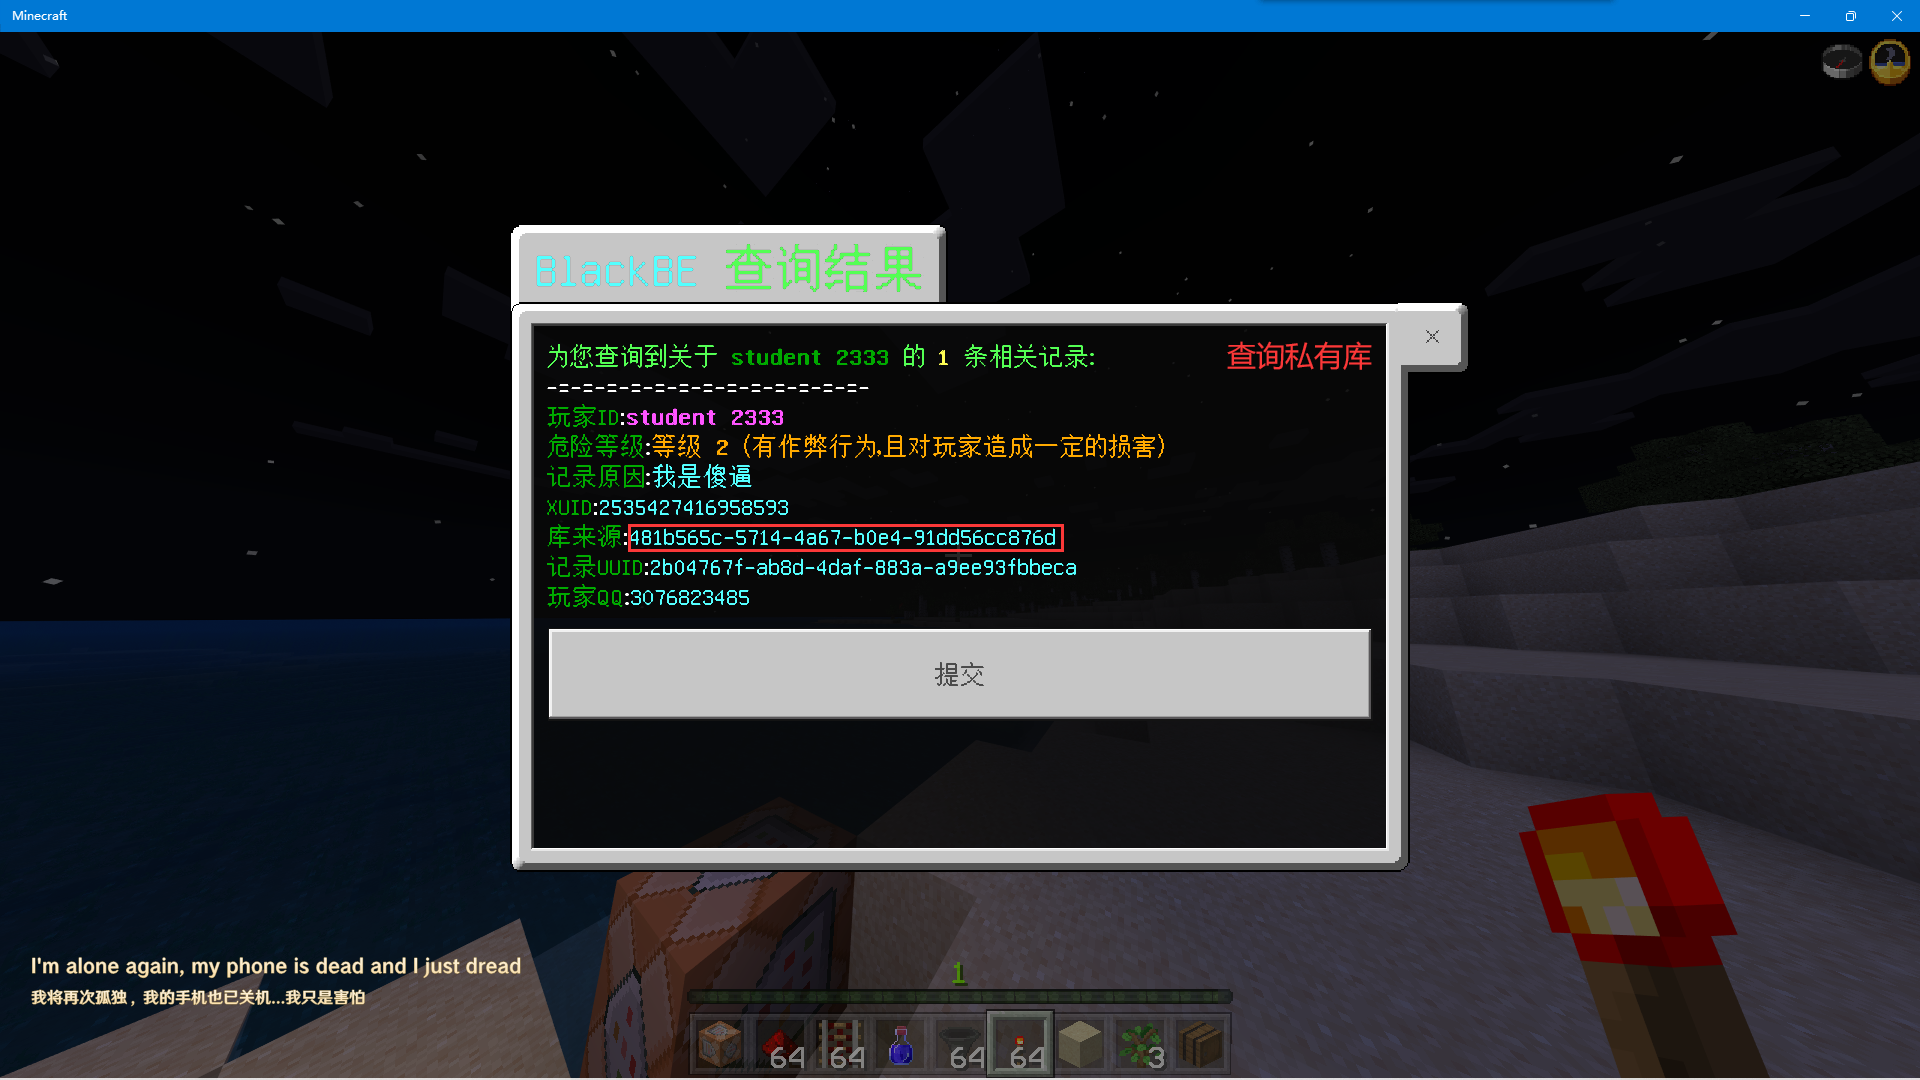 Minecraft
BlackBE 查询结果
为您查询到关于 student 2333 的 1 条相关记录:
查询私有库
-=-=-=-=-=-=-=-=-=-=-=-=-=-
玩家ID:student 2333
危险等级:等级 2 (有作弊行为,且对玩家造成一定的损害)
记录原因:我是傻逼
XUID:2535427416958593
库来源:481b565c-5714-4a67-b0e4-91dd56cc876d
记录UUID:2b04767f-ab8d-4daf-883a-a9ee93fbbeca
玩家QQ:3076823485
提交
I'm alone again, my phone is dead and I just dread
我将再次孤独，我的手机也已关机...我只是害怕
1
64 64 64 64 3